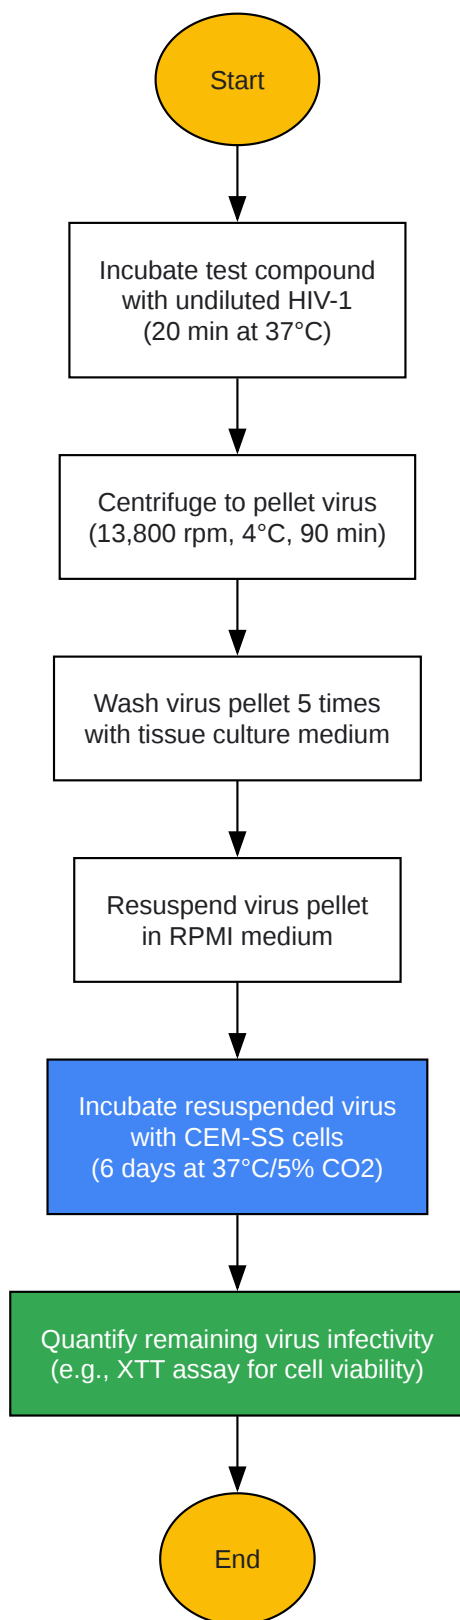 Start
Incubate test compound
with undiluted HIV-1
(20 min at 37°C)
Centrifuge to pellet virus
(13,800 rpm, 4°C, 90 min)
Wash virus pellet 5 times
with tissue culture medium
Resuspend virus pellet
in RPMI medium
Incubate resuspended virus
with CEM-SS cells
(6 days at 37°C/5% CO2)
Quantify remaining virus infectivity
(e.g., XTT assay for cell viability)
End